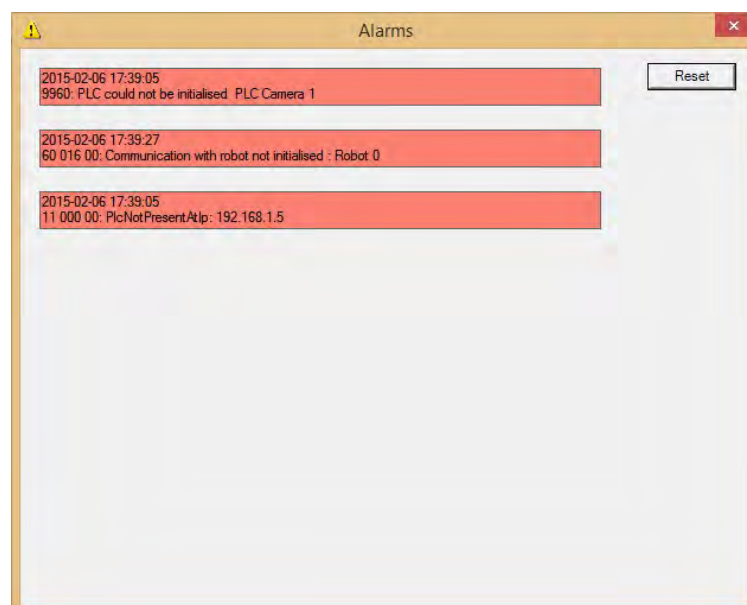 Alarms
Reset
2015-02-06 17:39:05
9960: PLC could not be initialised PLC Camera 1
2015-02-06 17:39:27
60 016 00: Communication with robot not initialised : Robot 0
2015-02-06 17:39:05
11 000 00: PlcNotPresentAtIp: 192.168.1.5